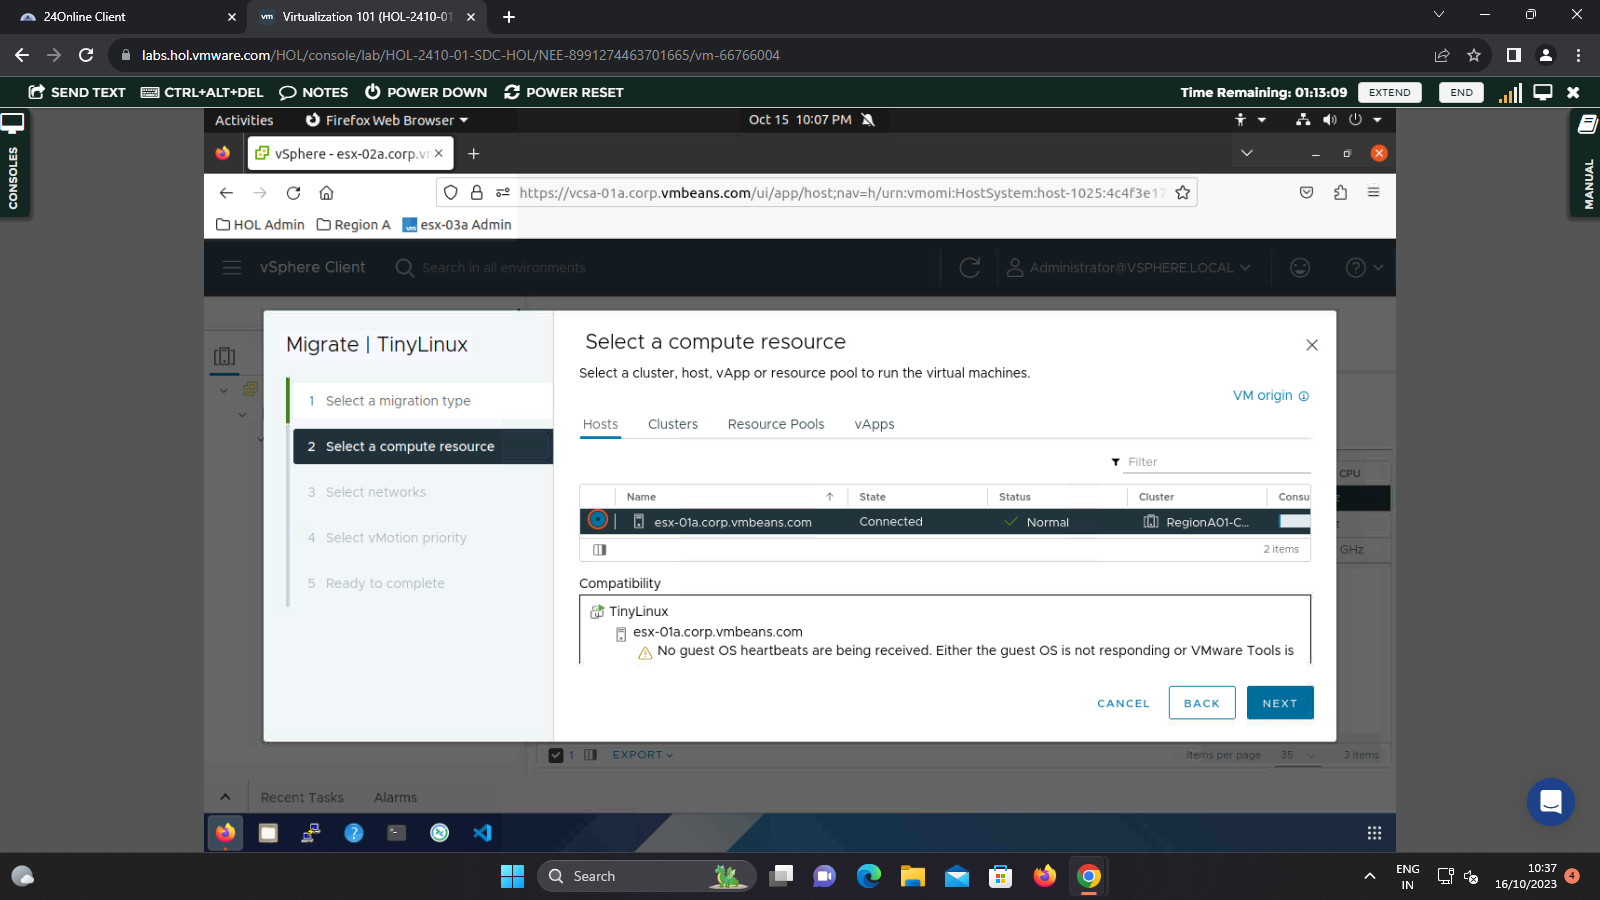 24Online Client
Virtualization 101 (HOL-2410-01
labs.hol.vmware.com/HOL/console/lab/HOL-2410-01-SDC-HOL/NEE-8991274463701665/vm-66766004
SEND TEXT
CTRL+ALT+DEL
NOTES
POWER DOWN
POWER RESET
Time Remaining: 01:13:09
EXTEND
END
CONSOLES
MANUAL
Activities
Firefox Web Browser
Oct 15 10:07 PM
vSphere - esx-02a.corp.vm
https://vcsa-01a.corp.vmbeans.com/ui/app/host;nav=h/urn:vmomi:HostSystem:host-1025:4c4f3e17
HOL Admin
Region A
vm
esx-03a Admin
vSphere Client
Search in all environments
Administrator@VSPHERE.LOCAL
Migrate | TinyLinux
1 Select a migration type
2 Select a compute resource
3 Select networks
4 Select vMotion priority
5 Ready to complete
Select a compute resource
Select a cluster, host, vApp or resource pool to run the virtual machines.
VM origin
Hosts
Clusters
Resource Pools
vApps
Filter
Name
State
Status
Cluster
Consu
esx-01a.corp.vmbeans.com
Connected
Normal
RegionA01-C...
2 items
Compatibility
TinyLinux
esx-01a.corp.vmbeans.com
No guest OS heartbeats are being received. Either the guest OS is not responding or VMware Tools is
CANCEL
BACK
NEXT
CPU
GHz
1
EXPORT
items per page
35
3 items
Recent Tasks
Alarms
Search
ENG
IN
10:37
16/10/2023
4